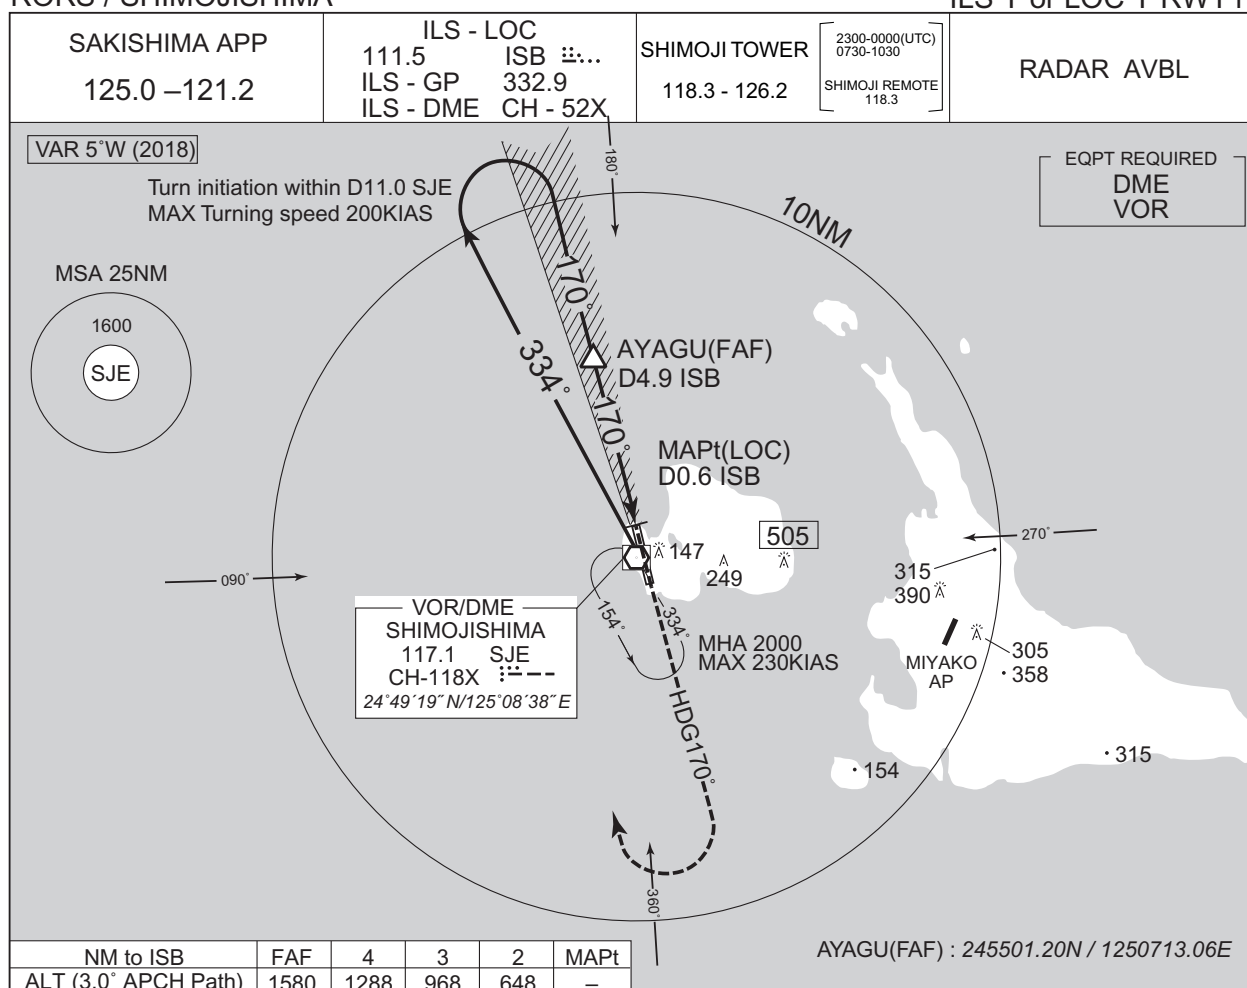 SAKISHIMA APP
125.0 –121.2
ILS - LOC
111.5 ISB
ILS - GP 332.9
ILS - DME CH - 52X
SHIMOJI TOWER
118.3 - 126.2
2300-0000(UTC)
0730-1030
SHIMOJI REMOTE
118.3
RADAR AVBL
VAR 5˚W (2018)
Turn initiation within D11.0 SJE
MAX Turning speed 200KIAS
180˚
EQPT REQUIRED
DME
VOR
10NM
MSA 25NM
1600
SJE
170˚
334˚
AYAGU(FAF)
D4.9 ISB
170˚
MAPt(LOC)
D0.6 ISB
505
147
249
270˚
315
390
090˚
VOR/DME
SHIMOJISHIMA
117.1 SJE
CH-118X
24˚49´19˝N/125˚08´38˝E
154˚
334˚
MHA 2000
MAX 230KIAS
MIYAKO
AP
305
358
HDG170˚
315
154
360˚
AYAGU(FAF) : 245501.20N / 1250713.06E
NM to ISB FAF 4 3 2 MAPt
ALT (3.0˚ APCH Path) 1580 1288 968 648 –